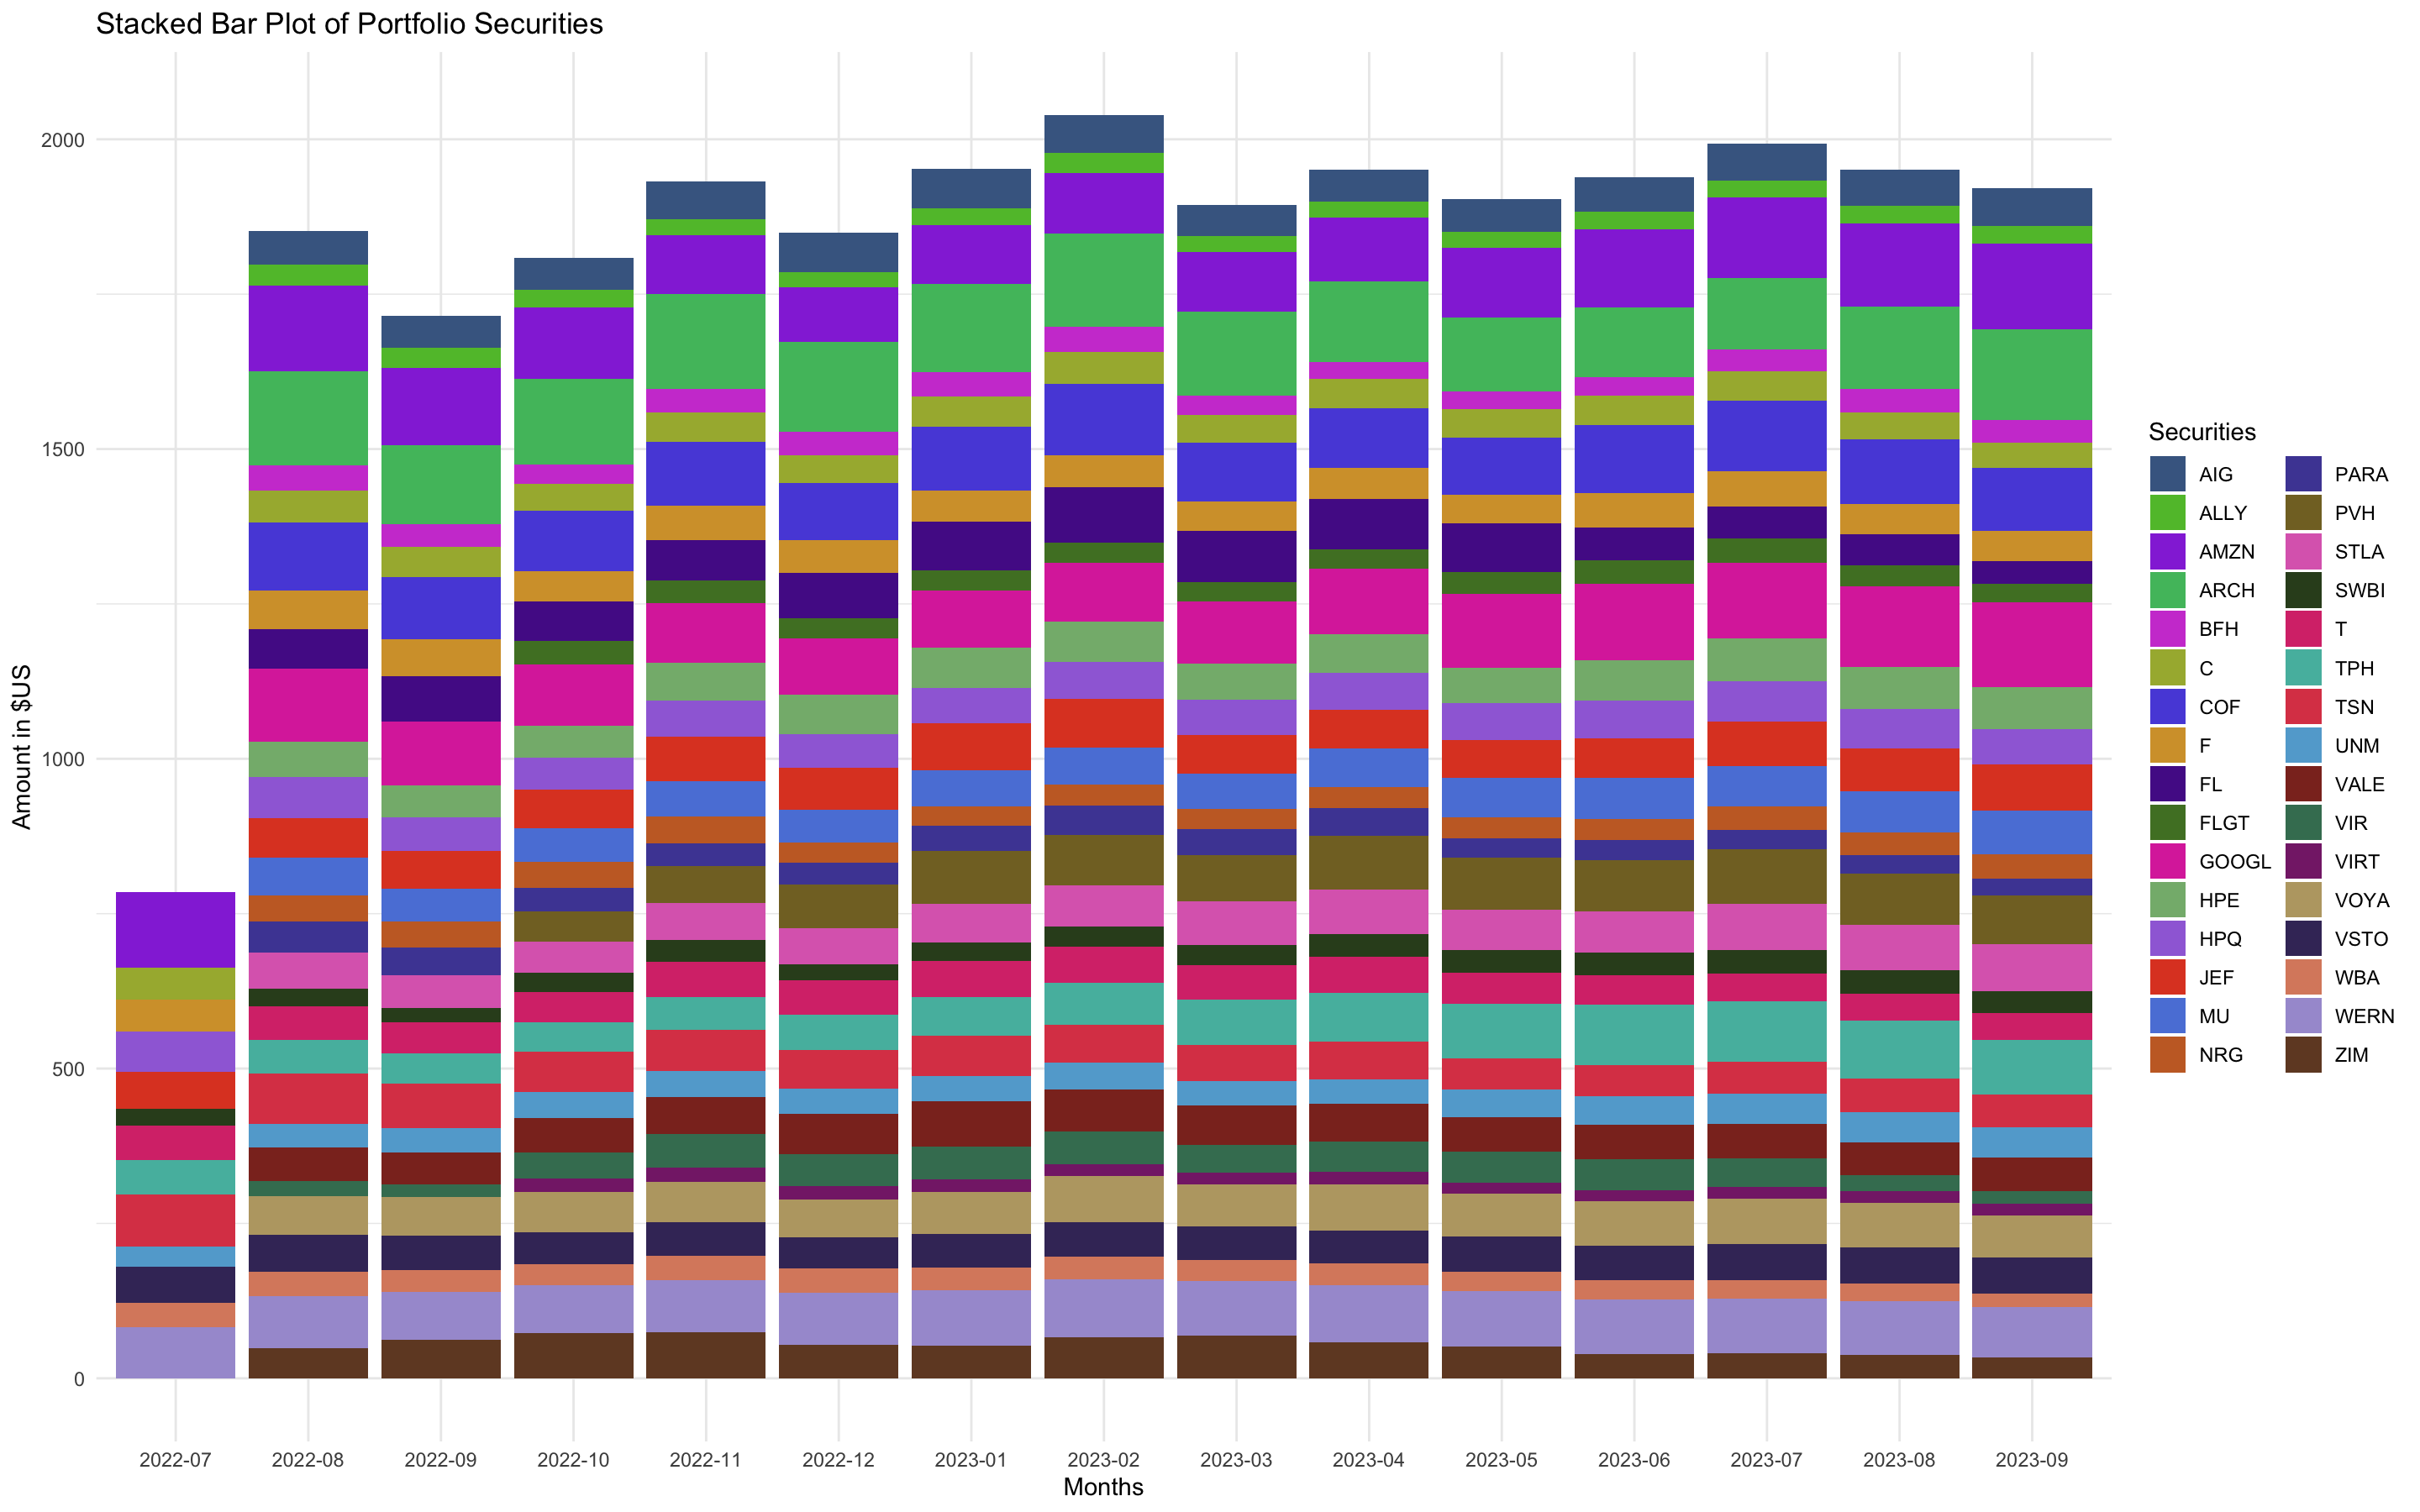 Stacked Bar Plot of Portfolio Securities
Amount in $US
2000
1500
1000
500
0
2022-07 2022-08 2022-09 2022-10 2022-11 2022-12 2023-01 2023-02 2023-03 2023-04 2023-05 2023-06 2023-07 2023-08 2023-09
Months
Securities
AIG PARA
ALLY PVH
AMZN STLA
ARCH SWBI
BFH T
C TPH
COF TSN
F UNM
FL VALE
FLGT VIR
GOOGL VIRT
HPE VOYA
HPQ VSTO
JEF WBA
MU WERN
NRG ZIM